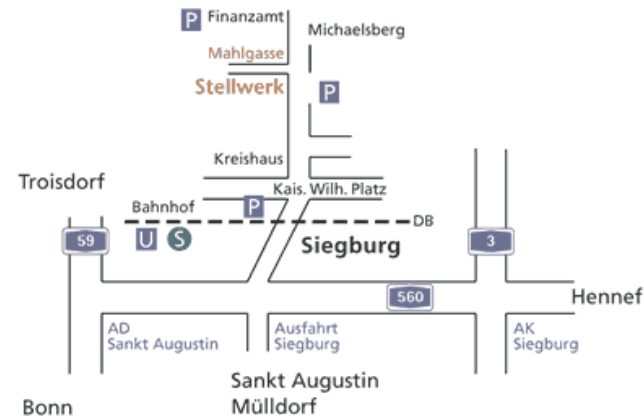 P Finanzamt
Michaelsberg
Mahlgasse
Stellwerk
P
Kreishaus
Troisdorf
Kais. Wilh. Platz
Bahnhof
P
DB
59
U S
Siegburg
3
560
Hennef
AD
Sankt Augustin
Ausfahrt
Siegburg
AK
Siegburg
Sankt Augustin
Mülldorf
Bonn